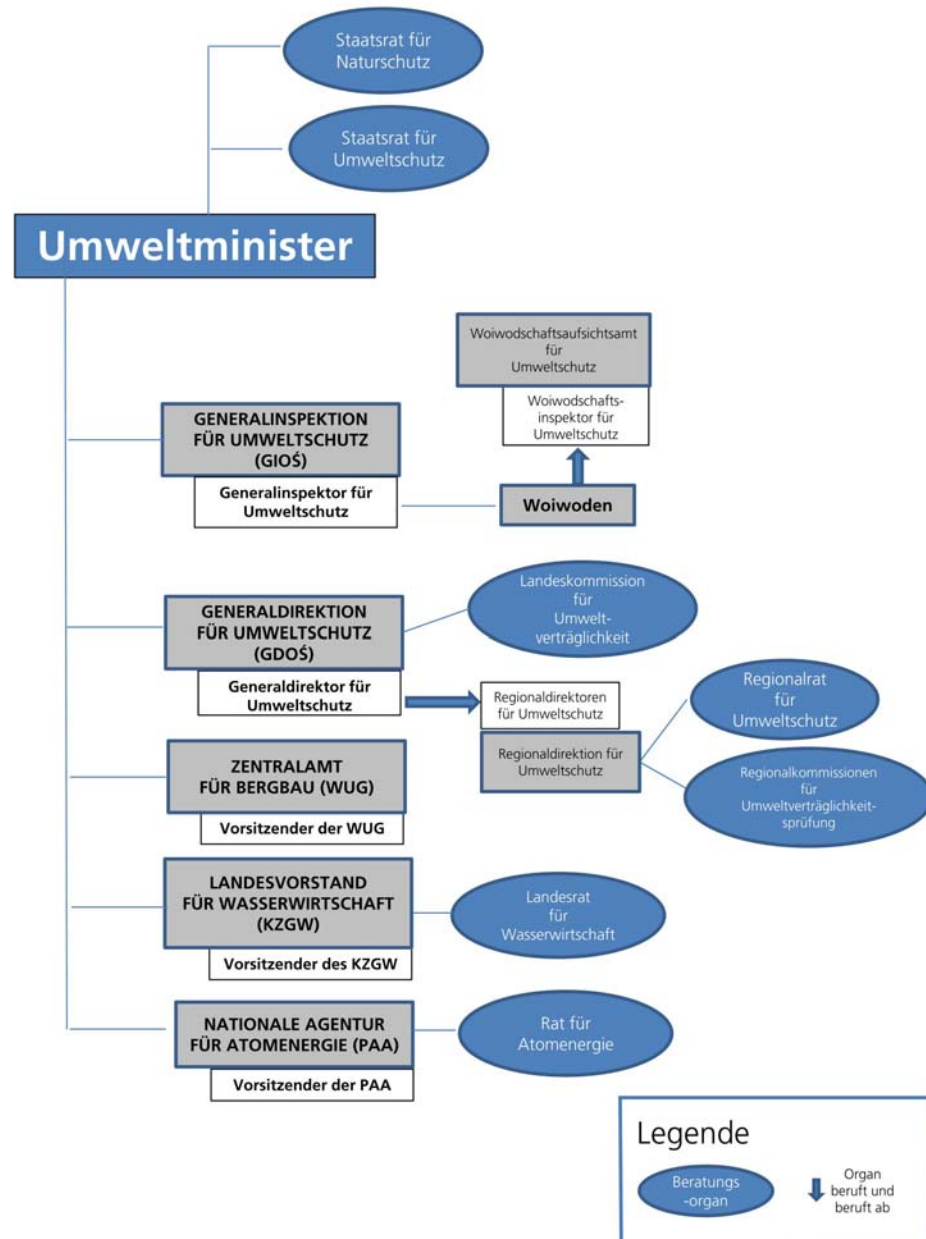 Staatsrat für
Naturschutz
Staatsrat für
Umweltschutz
Umweltminister
Woiwodschaftsaufsichtsamt
für
Umweltschutz
Woiwodschafts-
inspektor für
Umweltschutz
GENERALINSPEKTION
FÜR UMWELTSCHUTZ
(GIOŚ)
Generalinspektor für
Umweltschutz
Woiwoden
GENERALDIREKTION
FÜR UMWELTSCHUTZ
(GDOŚ)
Generaldirektor für
Umweltschutz
Landeskommission
für
Umwelt-
verträglichkeit
Regionaldirektoren
für Umweltschutz
Regionaldirektion für
Umweltschutz
Regionalrat
für
Umweltschutz
Regionalkommissionen
für
Umweltverträglichkeit-
sprüfung
ZENTRALAMT
FÜR BERGBAU (WUG)
Vorsitzender der WUG
LANDESVORSTAND
FÜR WASSERWIRTSCHAFT
(KZGW)
Vorsitzender des KZGW
Landesrat
für
Wasserwirtschaft
NATIONALE AGENTUR
FÜR ATOMENERGIE (PAA)
Vorsitzender der PAA
Rat für
Atomenergie
Legende
Beratungs
-organ
Organ
beruft und
beruft ab